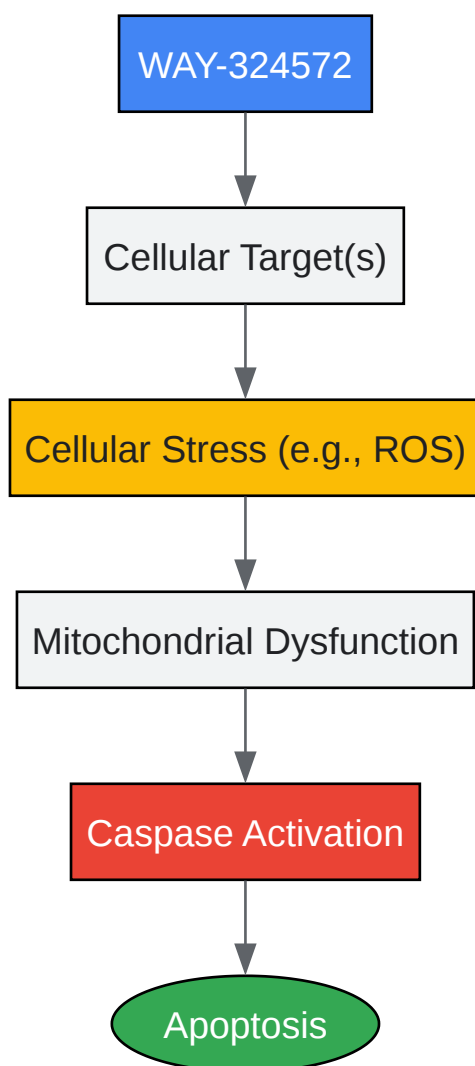 WAY-324572
Cellular Target(s)
Cellular Stress (e.g., ROS)
Mitochondrial Dysfunction
Caspase Activation
Apoptosis